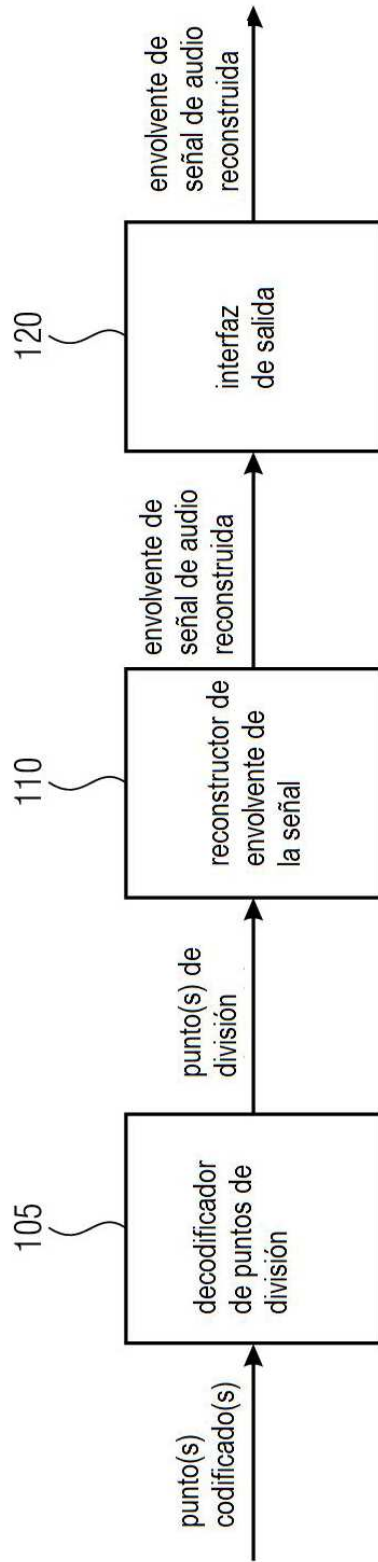 punto(s)
codificado(s)
105
decodificador
de puntos de
división
punto(s) de
división
110
reconstructor de
envolvente de
la señal
envolvente de
señal de audio
reconstruida
120
interfaz
de salida
envolvente de
señal de audio
reconstruida